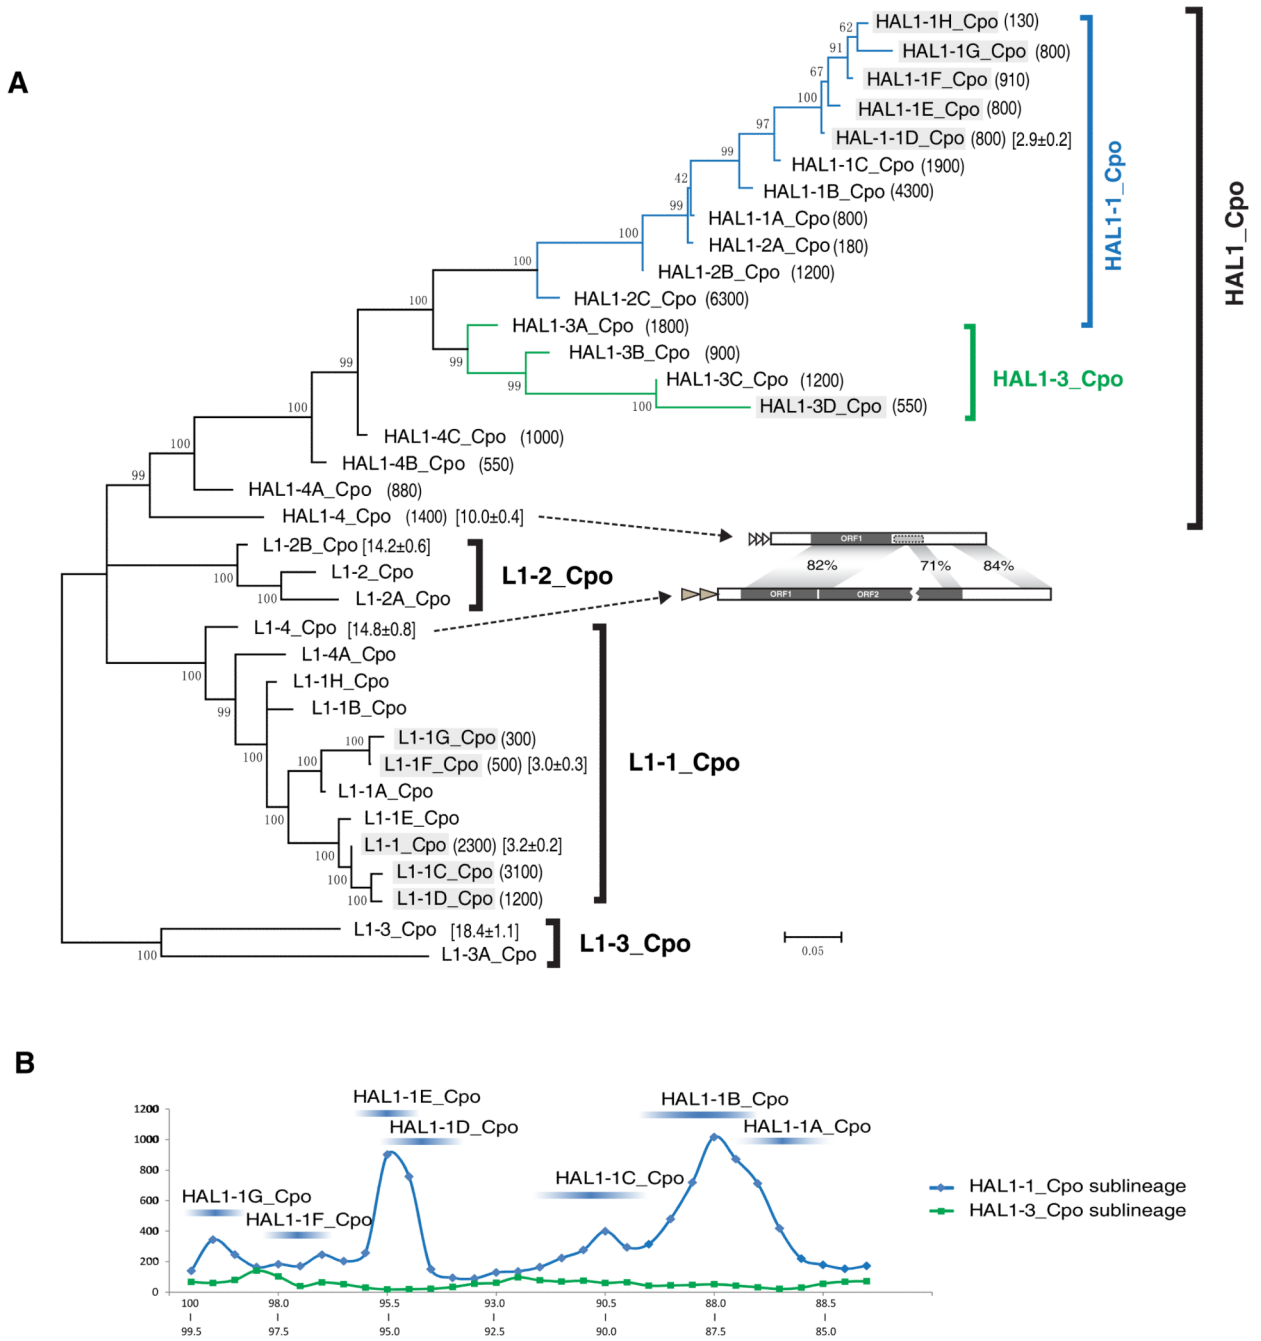 A
HAL1-1H_Cpo (130)
62
HAL1-1G_Cpo (800)
91
HAL1-1F_Cpo (910)
67
HAL1-1E_Cpo (800)
100
HAL-1-1D_Cpo (800) [2.9±0.2]
97
HAL1-1C_Cpo (1900)
99
HAL1-1B_Cpo (4300)
42
HAL1-1A_Cpo (800)
99
HAL1-2A_Cpo (180)
100
HAL1-2B_Cpo (1200)
100
HAL1-2C_Cpo (6300)
HAL1-1_Cpo
HAL1_Cpo
100
HAL1-3A_Cpo (1800)
99
HAL1-3B_Cpo (900)
99
HAL1-3C_Cpo (1200)
100
HAL1-3D_Cpo (550)
HAL1-3_Cpo
99
HAL1-4C_Cpo (1000)
100
HAL1-4B_Cpo (550)
100
HAL1-4A_Cpo (880)
99
HAL1-4_Cpo (1400) [10.0±0.4]
ORF1
82% 71% 84%
ORF1 ORF2
L1-2B_Cpo [14.2±0.6]
100
L1-2_Cpo
100
L1-2A_Cpo
L1-2_Cpo
L1-4_Cpo [14.8±0.8]
100
L1-4A_Cpo
99
L1-1H_Cpo
L1-1B_Cpo
100
L1-1G_Cpo (300)
100
L1-1F_Cpo (500) [3.0±0.3]
100
L1-1A_Cpo
100
L1-1E_Cpo
100
L1-1_Cpo (2300) [3.2±0.2]
100
L1-1C_Cpo (3100)
100
L1-1D_Cpo (1200)
L1-1_Cpo
L1-3_Cpo [18.4±1.1]
100
L1-3A_Cpo
L1-3_Cpo
0.05
B
HAL1-1E_Cpo
HAL1-1B_Cpo
HAL1-1D_Cpo
HAL1-1A_Cpo
HAL1-1C_Cpo
HAL1-1G_Cpo
HAL1-1F_Cpo
1200
1000
800
600
400
200
0
HAL1-1_Cpo sublineage
HAL1-3_Cpo sublineage
100 98.0 95.5 93.0 90.5 88.0 88.5
| | | | | | |
99.5 97.5 95.0 92.5 90.0 87.5 85.0